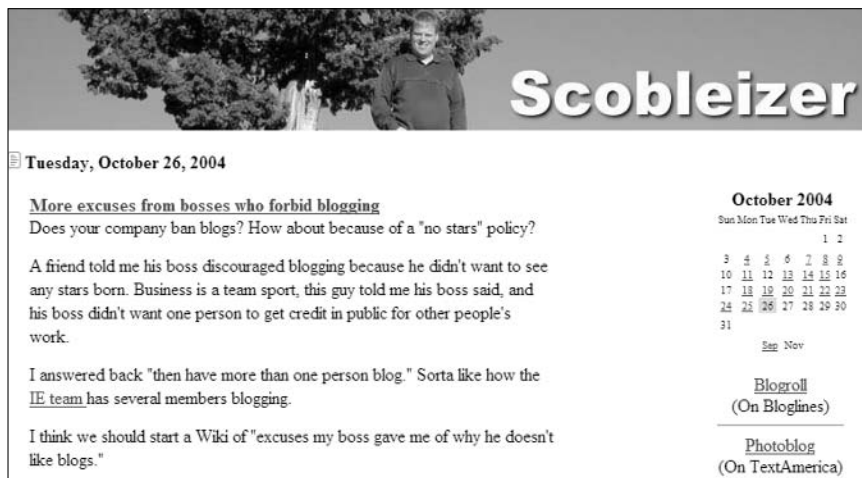 Scobleizer
Tuesday, October 26, 2004
More excuses from bosses who forbid blogging
Does your company ban blogs? How about because of a "no stars" policy?
A friend told me his boss discouraged blogging because he didn't want to see
any stars born. Business is a team sport, this guy told me his boss said, and
his boss didn't want one person to get credit in public for other people's
work.
I answered back "then have more than one person blog." Sorta like how the
IE team has several members blogging.
I think we should start a Wiki of "excuses my boss gave me of why he doesn't
like blogs."
October 2004
Sun Mon Tue Wed Thu Fri Sat
1 2
3 4 5 6 7 8 9
10 11 12 13 14 15 16
17 18 19 20 21 22 23
24 25 26 27 28 29 30
31
Sep Nov
Blogroll
(On Bloglines)
Photoblog
(On TextAmerica)